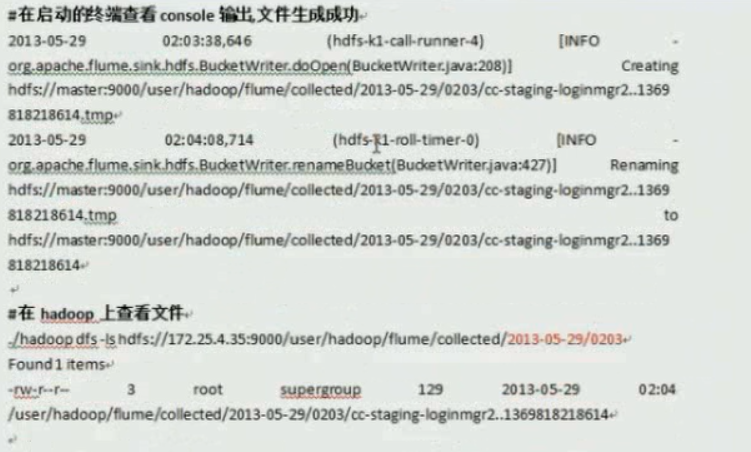 #在启动的终端查看 console 输出,文件生成成功
2013-05-29 02:03:38,646 (hdfs-k1-call-runner-4) [INFO -
org.apache.flume.sink.hdfs.BucketWriter.doOpen(BucketWriter.java:208)] Creating
hdfs://master:9000/user/hadoop/flume/collected/2013-05-29/0203/cc-staging-loginmgr2..1369
818218614.tmp
2013-05-29 02:04:08,714 (hdfs-k1-roll-timer-0) [INFO -
org.apache.flume.sink.hdfs.BucketWriter.renameBucket(BucketWriter.java:427)] Renaming
hdfs://master:9000/user/hadoop/flume/collected/2013-05-29/0203/cc-staging-loginmgr2..1369
818218614.tmp to
hdfs://master:9000/user/hadoop/flume/collected/2013-05-29/0203/cc-staging-loginmgr2..1369
818218614
#在 hadoop 上查看文件
./hadoop dfs -ls hdfs://172.25.4.35:9000/user/hadoop/flume/collected/2013-05-29/0203
Found 1 items
-rw-r--r-- 3 root supergroup 129 2013-05-29 02:04
/user/hadoop/flume/collected/2013-05-29/0203/cc-staging-loginmgr2..1369818218614